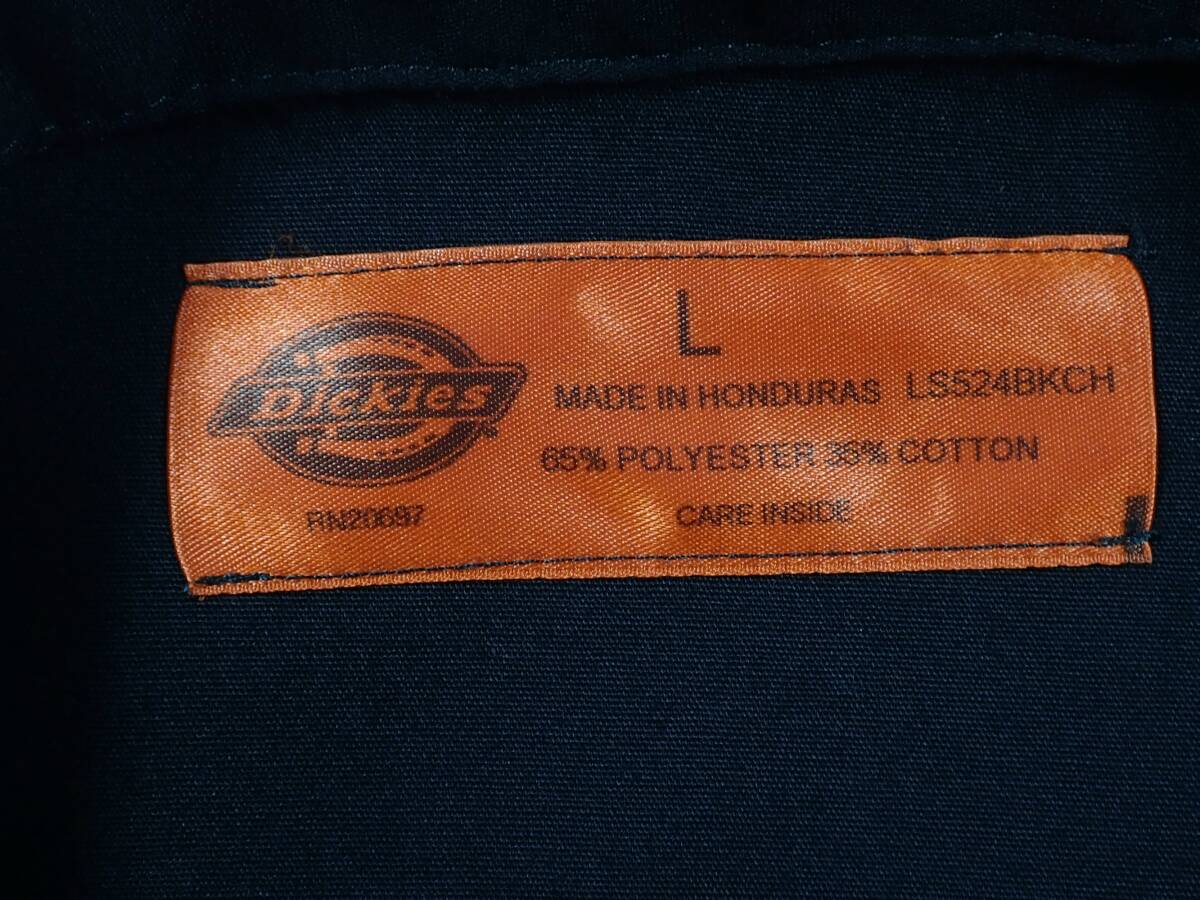 L
Dickies
MADE IN HONDURAS LS524BKCH
65% POLYESTER 35% COTTON
RN20697 CARE INSIDE